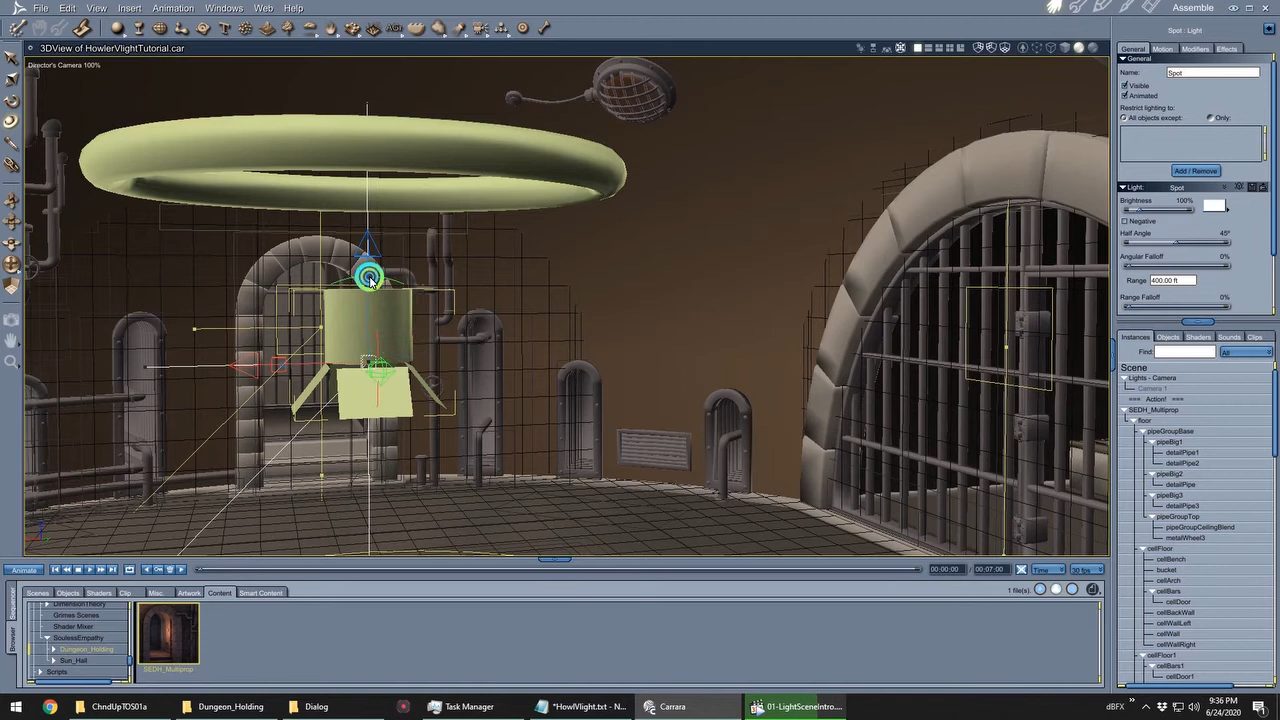 File Edit View Insert Animation Windows Web Help
Assemble
3DView of HowlerVlightTutorial.car
Director's Camera 100%
Spot : Light
General Motion Modifiers Effects
General
Name: Spot
Visible
Animated
Restrict lighting to:
All objects except: Only:
Add / Remove
Light: Spot
Brightness 100%
Negative
Half Angle 45°
Angular Falloff 0%
Range 400.00 ft
Range Falloff 0%
Instances Objects Shaders Sounds Clips
Find: All
Scene
Lights - Camera
Camera 1
=== Action! ===
SEDH_Multiprop
floor
pipeGroupBase
pipeBig1
detailPipe1
detailPipe2
pipeBig2
detailPipe
pipeBig3
detailPipe3
pipeGroupTop
pipeGroupCeilingBlend
metalWheel3
cellFloor
cellBench
bucket
cellArch
cellBars
cellDoor
cellBackWall
cellWallLeft
cellWall
cellWallRight
cellFloor1
cellBars1
cellDoor1
Animate
00:00:00 / 00:07:00 Time 30 fps
Sequencer
Browser
Scenes Objects Shaders Clip Misc. Artwork Content Smart Content
1 file(s).
DimensionTheory
Grimes Scenes
Shader Mixer
SoulessEmpathy
Dungeon_Holding
Sun_Hall
Scripts
SEDH_Multiprop
ChndUpTOS01a
Dungeon_Holding
Dialog
Task Manager
*HowlVlight.txt - N...
Carrara
01-LightSceneIntro....
dBFX
9:36 PM
6/24/2020